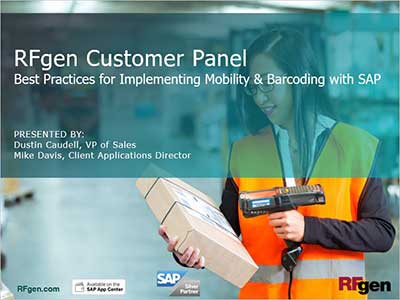 RFgen Customer Panel
Best Practices for Implementing Mobility & Barcoding with SAP
PRESENTED BY:
Dustin Caudell, VP of Sales
Mike Davis, Client Applications Director
RFgen.com
Available on the
SAP App Center
SAP
Silver
Partner
RFgen